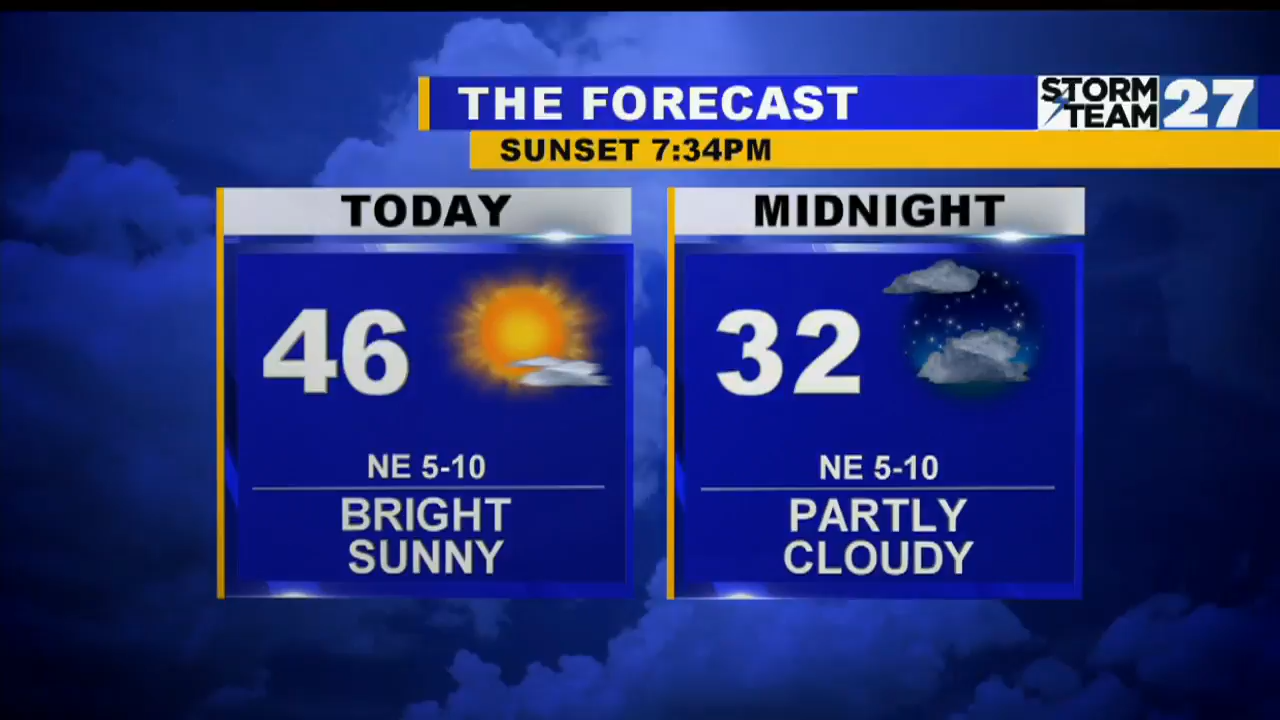 THE FORECAST
STORM TEAM 27
SUNSET 7:34PM
TODAY
46
NE 5-10
BRIGHT
SUNNY
MIDNIGHT
32
NE 5-10
PARTLY
CLOUDY